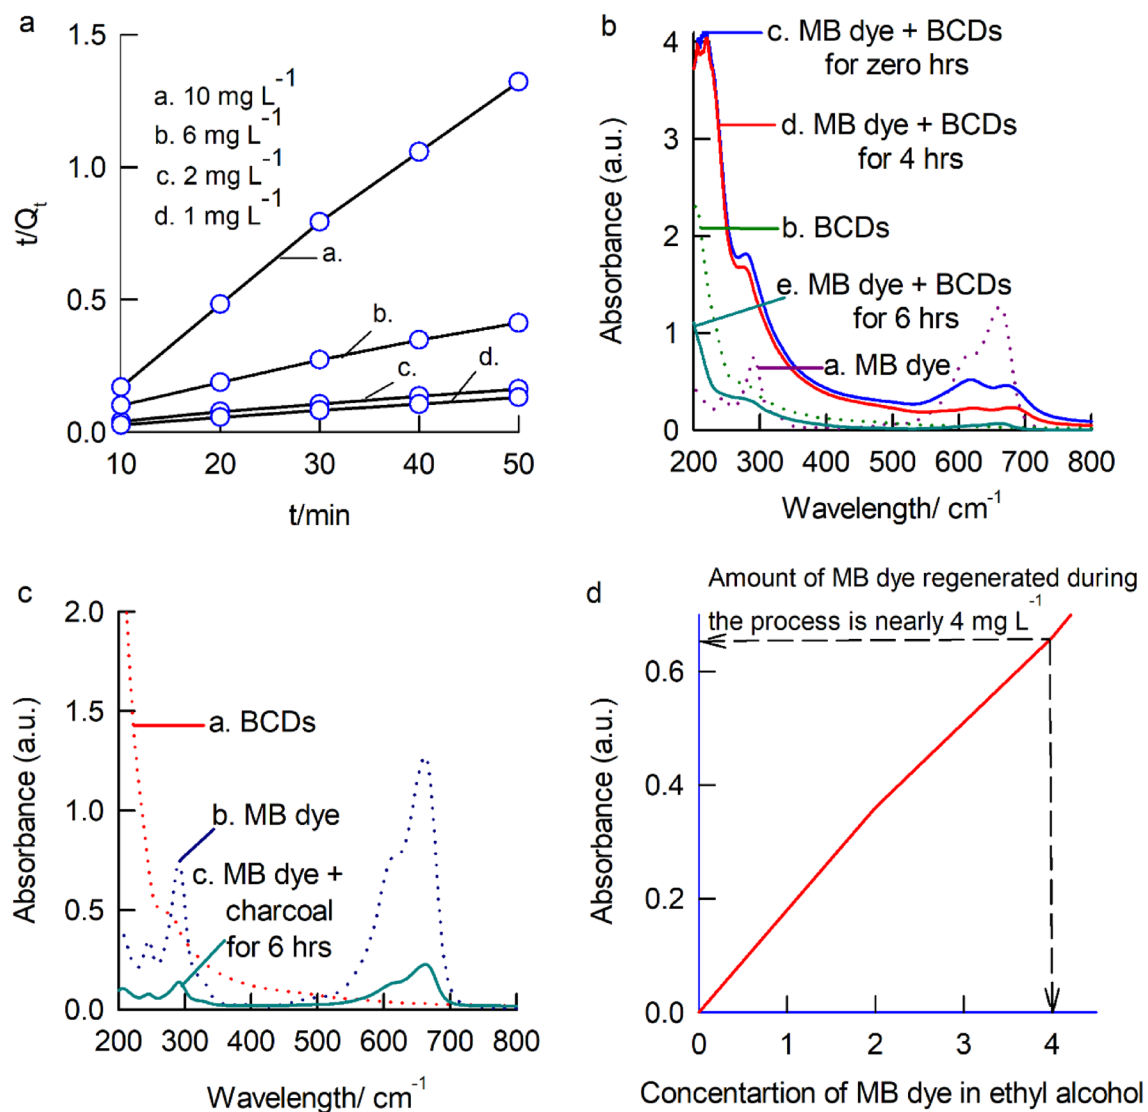 a
1.5
a. 10 mg L⁻¹
b. 6 mg L⁻¹
c. 2 mg L⁻¹
d. 1 mg L⁻¹
1.0
0.5
0.0
t/Qt
a.
b.
c.
d.
10 20 30 40 50
t/min
b
4
3
2
1
0
Absorbance (a.u.)
c. MB dye + BCDs
for zero hrs
d. MB dye + BCDs
for 4 hrs
b. BCDs
e. MB dye + BCDs
for 6 hrs
a. MB dye
200 300 400 500 600 700 800
Wavelength/ cm⁻¹
c
2.0
1.5
1.0
0.5
0.0
Absorbance (a.u.)
a. BCDs
b. MB dye
c. MB dye +
charcoal
for 6 hrs
200 300 400 500 600 700 800
Wavelength/ cm⁻¹
d
Amount of MB dye regenerated during
the process is nearly 4 mg L⁻¹
0.6
0.4
0.2
0.0
Absorbance (a.u.)
0 1 2 3 4
Concentartion of MB dye in ethyl alcohol